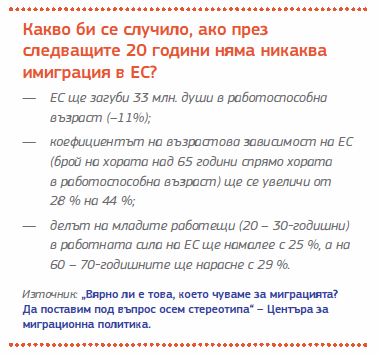 Какво би се случило, ако през
следващите 20 години няма никаква
имиграция в ЕС?
— ЕС ще загуби 33 млн. души в работоспособна
възраст (–11%);
— коефициентът на възрастова зависимост на ЕС
(брой на хората над 65 години спрямо хората
в работоспособна възраст) ще се увеличи от
28 % на 44 %;
— делът на младите работещи (20 – 30-годишни)
в работната сила на ЕС ще намалее с 25 %, а на
60 – 70-годишните ще нарасне с 29 %.
Източник: „Вярно ли е това, което чуваме за миграцията?
Да поставим под въпрос осем стереотипа“ – Центъра за
миграционна политика.